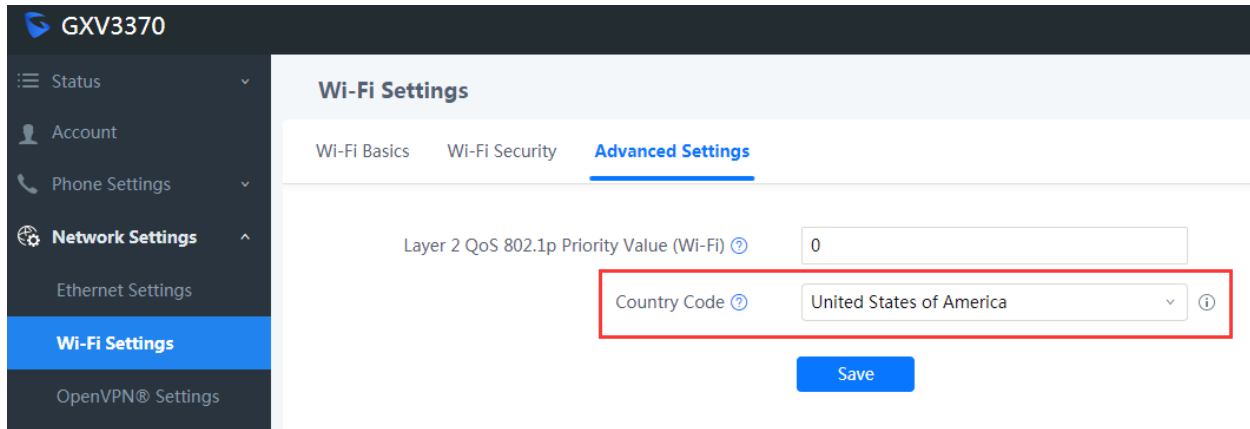 GXV3370
Status
Account
Phone Settings
Network Settings
Ethernet Settings
Wi-Fi Settings
OpenVPN® Settings
Wi-Fi Settings
Wi-Fi Basics Wi-Fi Security Advanced Settings
Layer 2 QoS 802.1p Priority Value (Wi-Fi) ? 0
Country Code ? United States of America i
Save